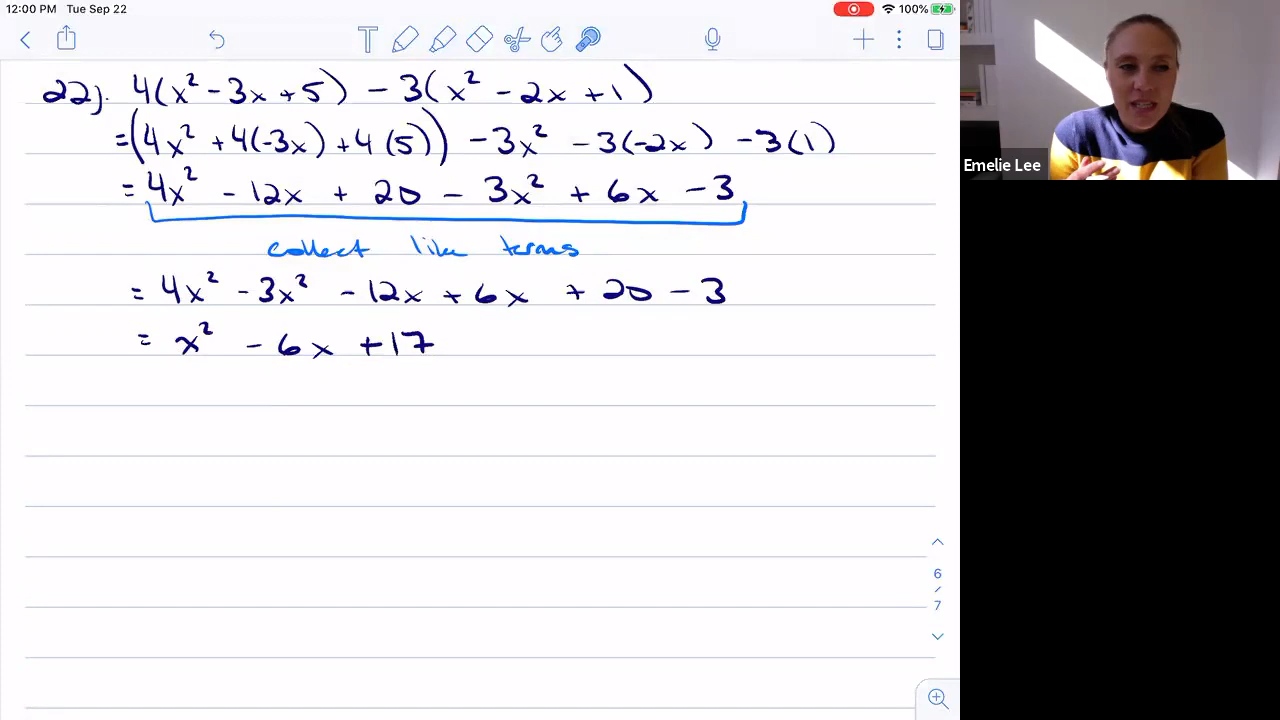 12:00 PM Tue Sep 22
100%
22j. 4(x² - 3x + 5) - 3(x² - 2x + 1)
= (4x² + 4(-3x) + 4(5)) - 3x² - 3(-2x) - 3(1)
Emelie Lee
= 4x² - 12x + 20 - 3x² + 6x - 3
collect like terms
= 4x² - 3x² - 12x + 6x + 20 - 3
= x² - 6x + 17
6
/
7